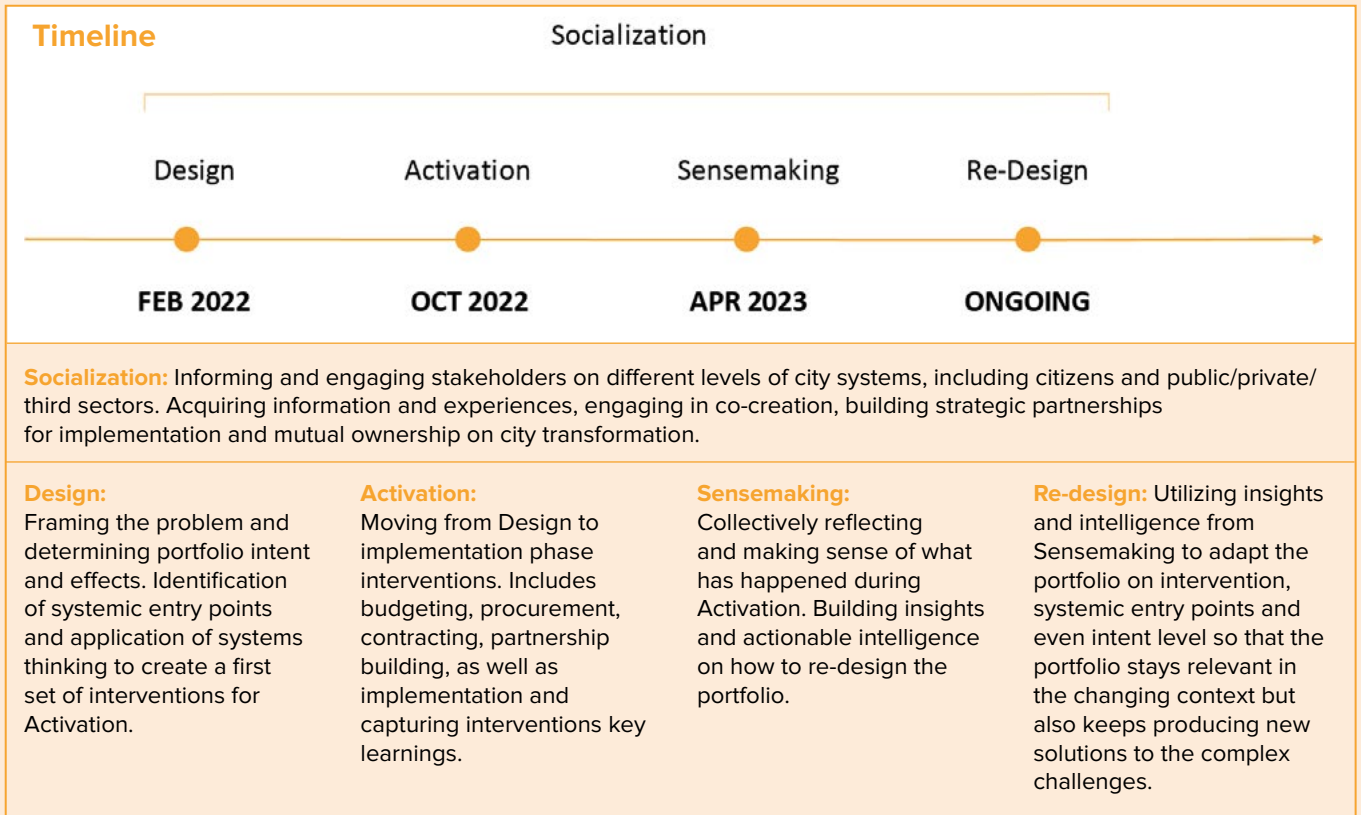 Timeline
Socialization
Design
Activation
Sensemaking
Re-Design
FEB 2022
OCT 2022
APR 2023
ONGOING
Socialization: Informing and engaging stakeholders on different levels of city systems, including citizens and public/private/
third sectors. Acquiring information and experiences, engaging in co-creation, building strategic partnerships
for implementation and mutual ownership on city transformation.
Design:
Framing the problem and
determining portfolio intent
and effects. Identification
of systemic entry points
and application of systems
thinking to create a first
set of interventions for
Activation.
Activation:
Moving from Design to
implementation phase
interventions. Includes
budgeting, procurement,
contracting, partnership
building, as well as
implementation and
capturing interventions key
learnings.
Sensemaking:
Collectively reflecting
and making sense of what
has happened during
Activation. Building insights
and actionable intelligence
on how to re-design the
portfolio.
Re-design: Utilizing insights
and intelligence from
Sensemaking to adapt the
portfolio on intervention,
systemic entry points and
even intent level so that the
portfolio stays relevant in
the changing context but
also keeps producing new
solutions to the complex
challenges.